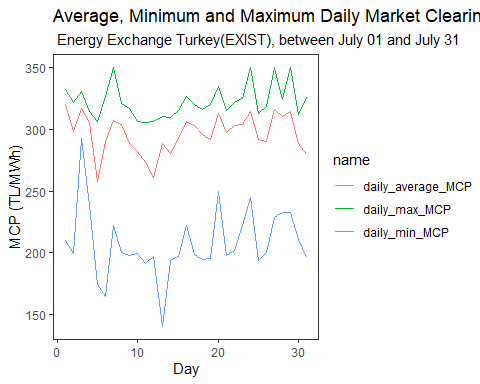 Average, Minimum and Maximum Daily Market Clearin
Energy Exchange Turkey(EXIST), between July 01 and July 31
350
300
250
200
150
MCP (TL/MWh)
0
10
20
30
Day
name
daily_average_MCP
daily_max_MCP
daily_min_MCP